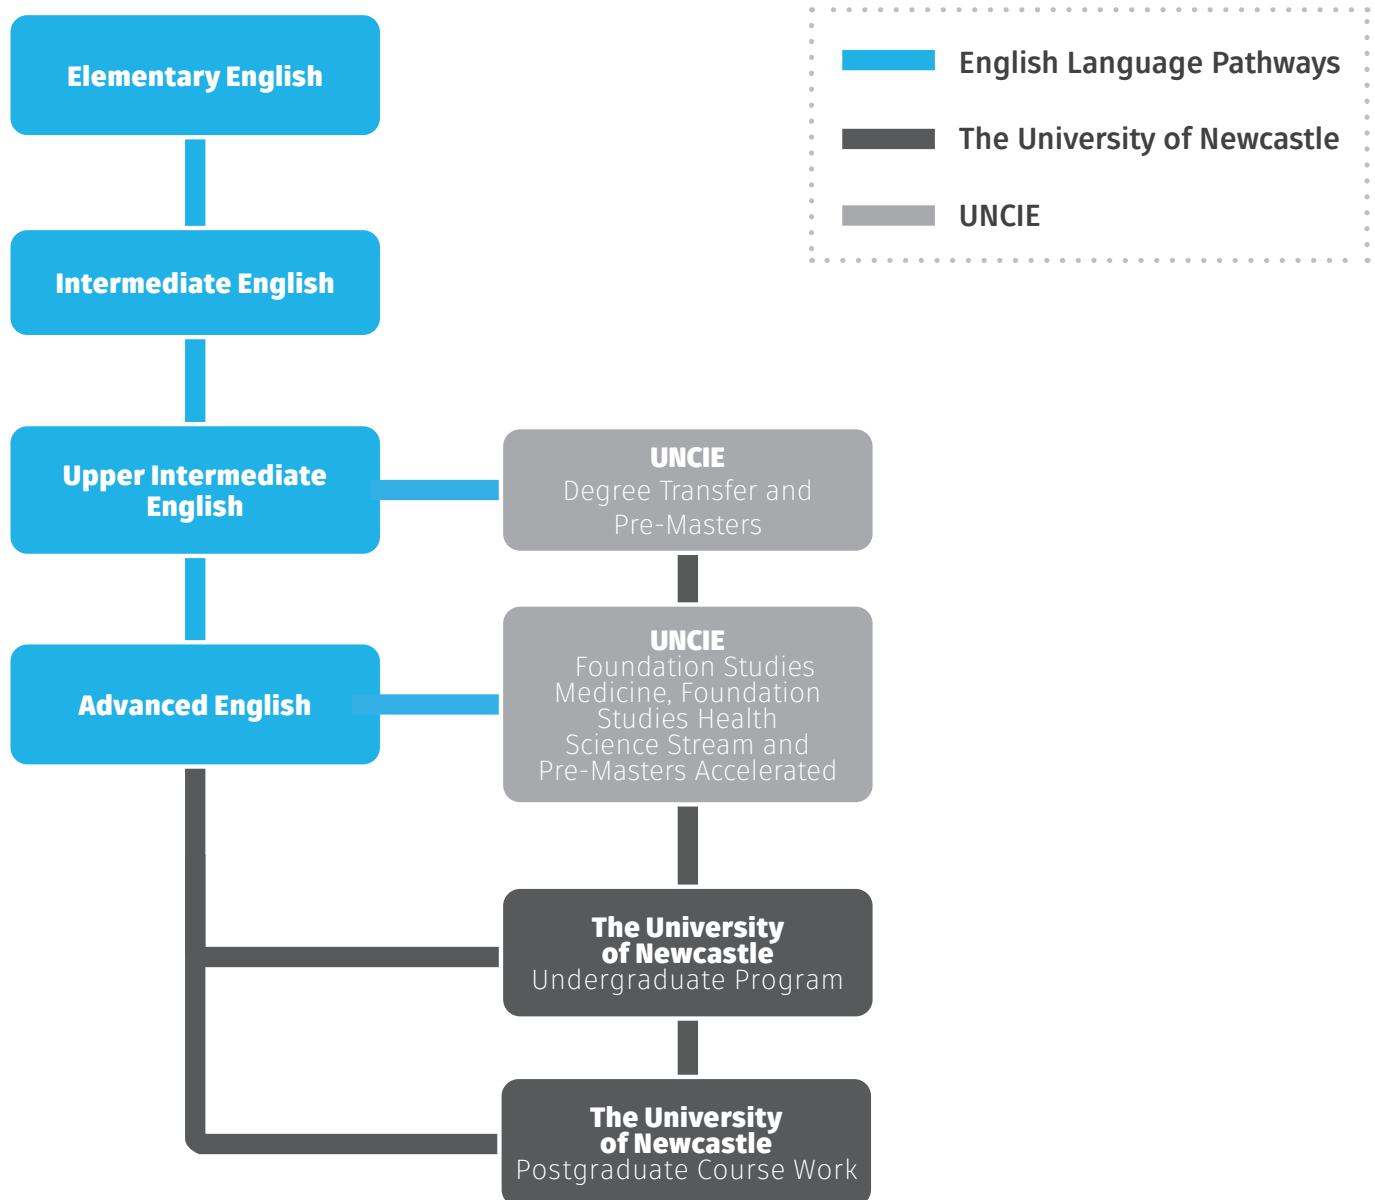 Elementary English
English Language Pathways
The University of Newcastle
UNCIE
Intermediate English
Upper Intermediate
English
UNCIE
Degree Transfer and
Pre-Masters
Advanced English
UNCIE
Foundation Studies
Medicine, Foundation
Studies Health
Science Stream and
Pre-Masters Accelerated
The University
of Newcastle
Undergraduate Program
The University
of Newcastle
Postgraduate Course Work